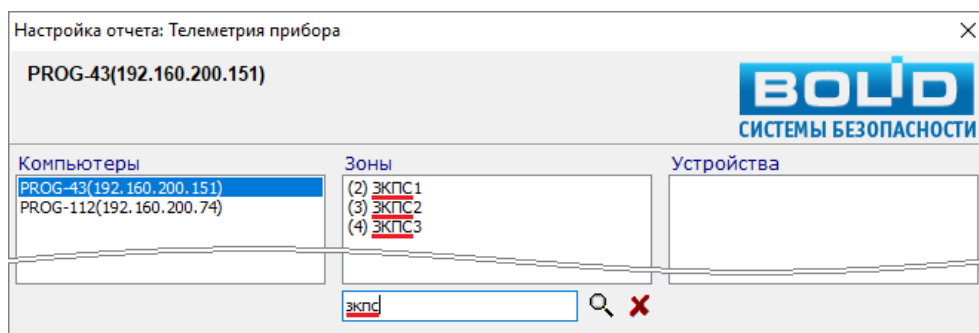 Настройка отчета: Телеметрия прибора
PROG-43(192.160.200.151)
BOLID
СИСТЕМЫ БЕЗОПАСНОСТИ
Компьютеры
PROG-43(192.160.200.151)
PROG-112(192.160.200.74)
Зоны
(2) ЗКПС1
(3) ЗКПС2
(4) ЗКПС3
зкпс
Устройства